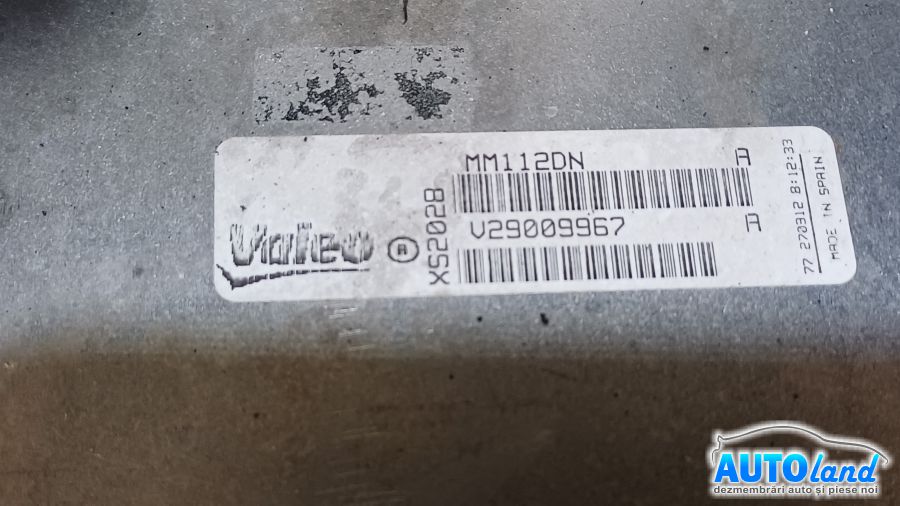 MM112DN A
V29009967 A
Valeo ®
XS2028
77 270312 8:12:33
MADE IN SPAIN
AUTOland
dezmembrări auto și piese noi